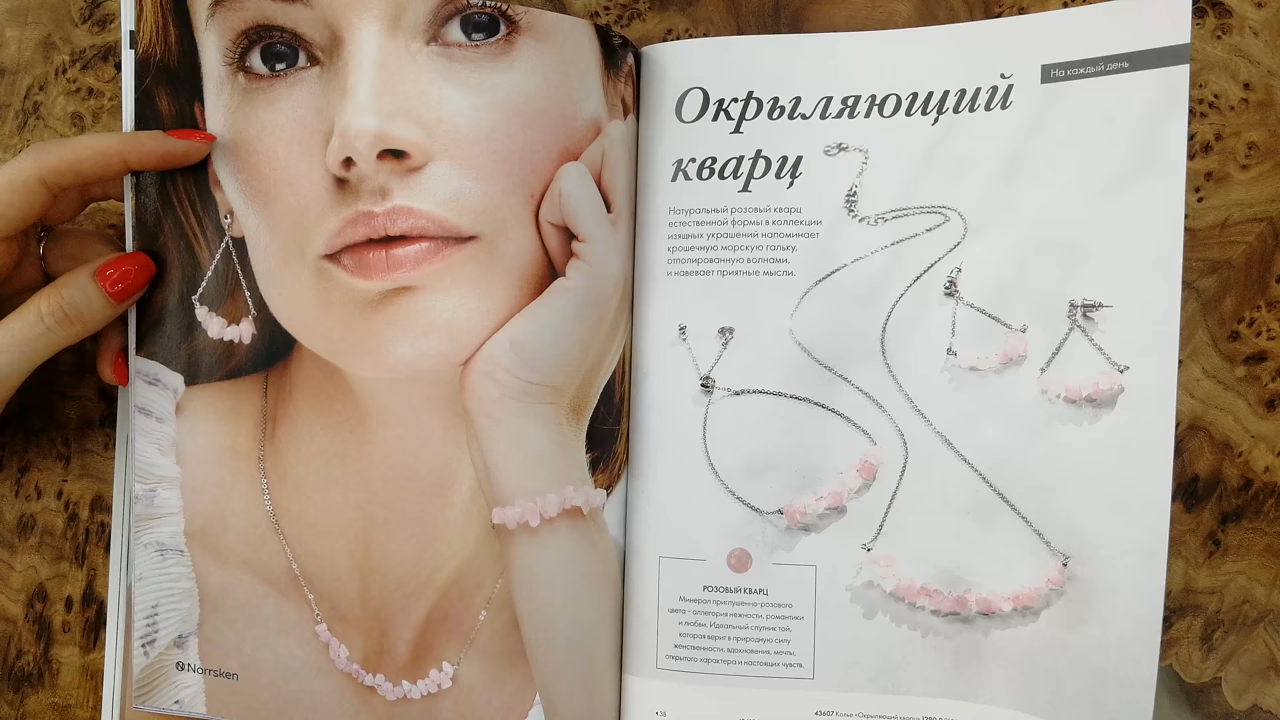 Norrsken
На каждый день
Окрыляющий
кварц
Натуральный розовый кварц
естественной формы в коллекции
изящных украшений напоминает
крошечную морскую гальку,
отполированную волнами,
и навевает приятные мысли.
РОЗОВЫЙ КВАРЦ
Минерал приглушенно-розового
цвета – аллегория нежности, романтики
и любви. Идеальный спутник той,
которая верит в природную силу
женственности, вдохновения, мечты,
открытого характера и настоящих чувств.
38
43607 Колье «Окрыляющий кварц»